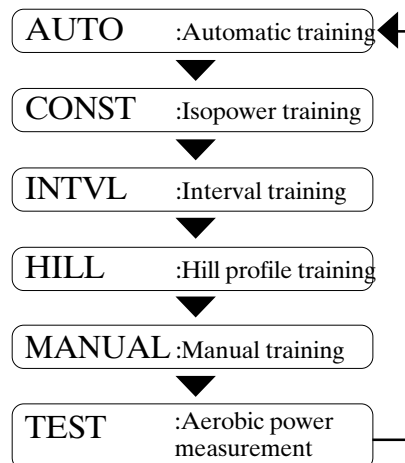 AUTO :Automatic training
CONST :Isopower training
INTVL :Interval training
HILL :Hill profile training
MANUAL :Manual training
TEST :Aerobic power
measurement